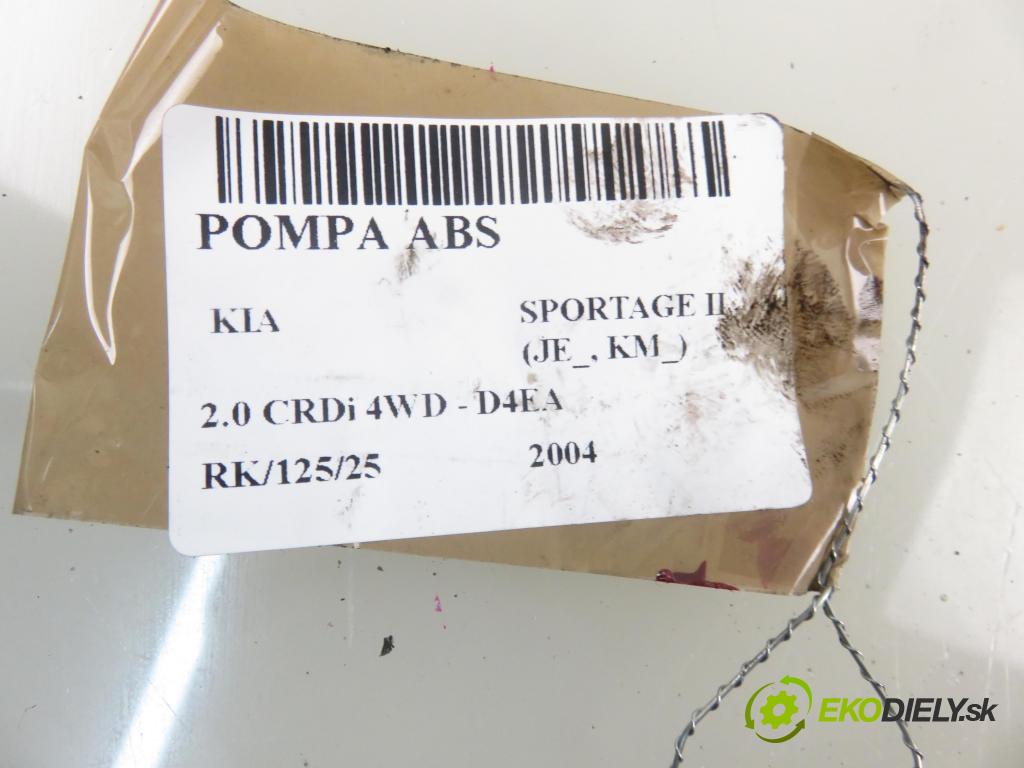 POMPA ABS
KIA
SPORTAGE II
(JE_, KM_)
2.0 CRDi 4WD - D4EA
RK/125/25
2004
EKODIELY.sk